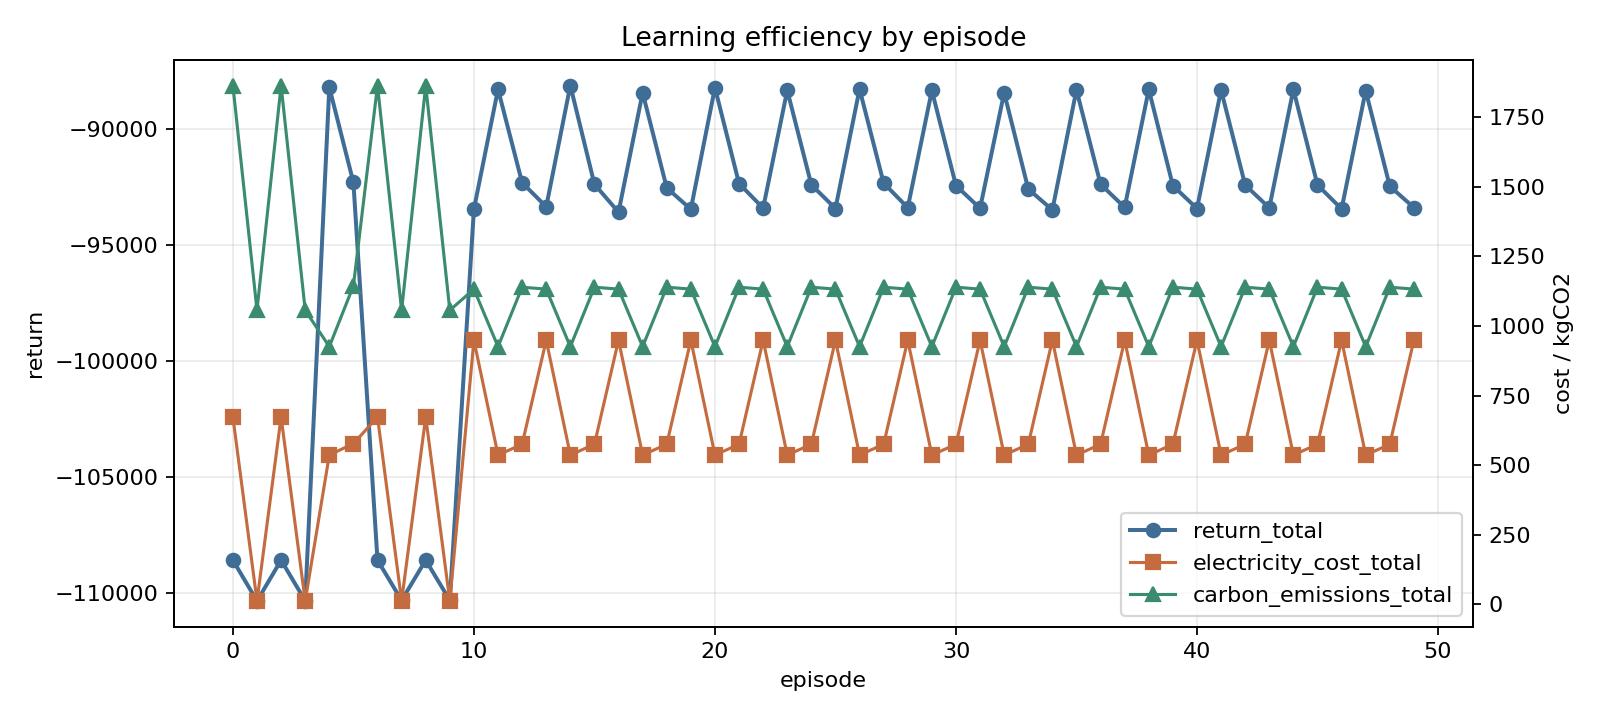 Learning efficiency by episode
return
−90000
−95000
−100000
−105000
−110000
1750
1500
1250
1000
750
500
250
0
cost / kgCO2
return_total
electricity_cost_total
carbon_emissions_total
0 10 20 30 40 50
episode